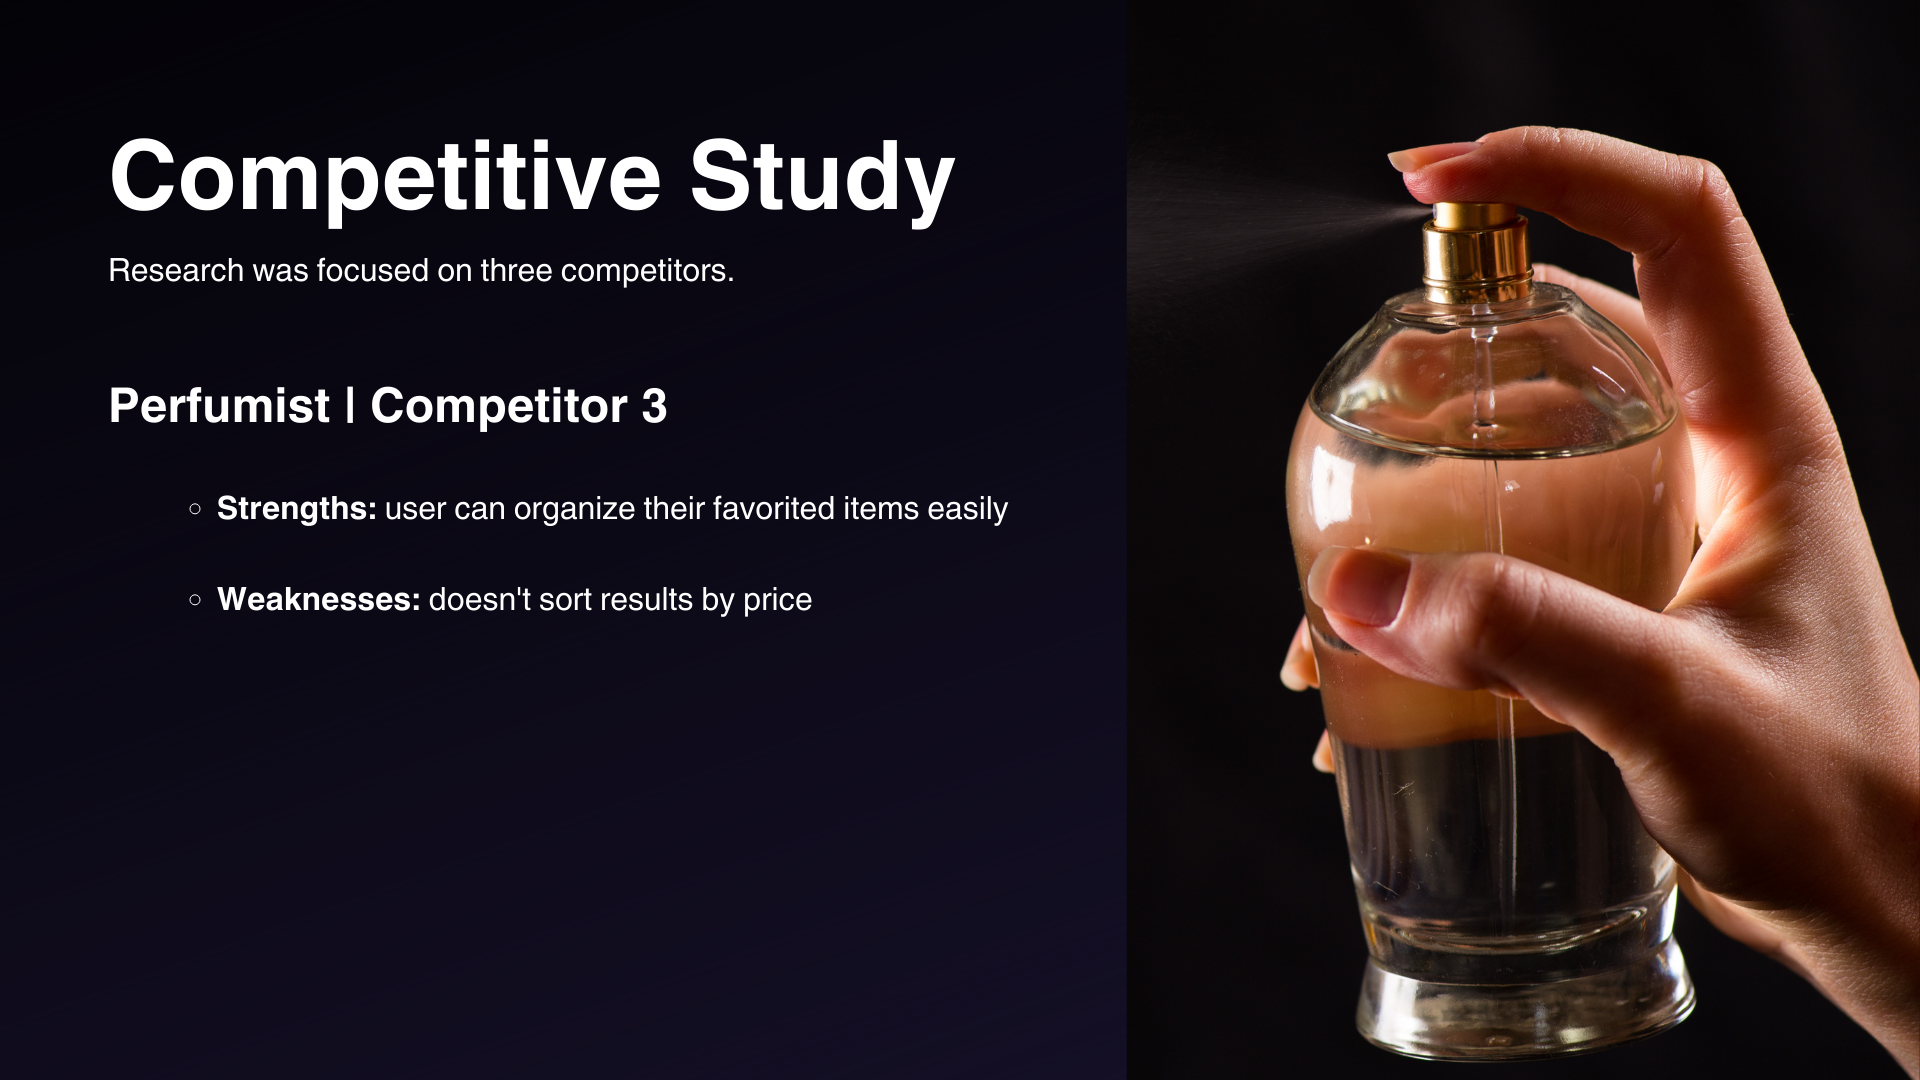 Competitive Study
Research was focused on three competitors.
Perfumist | Competitor 3
Strengths: user can organize their favorited items easily
Weaknesses: doesn't sort results by price